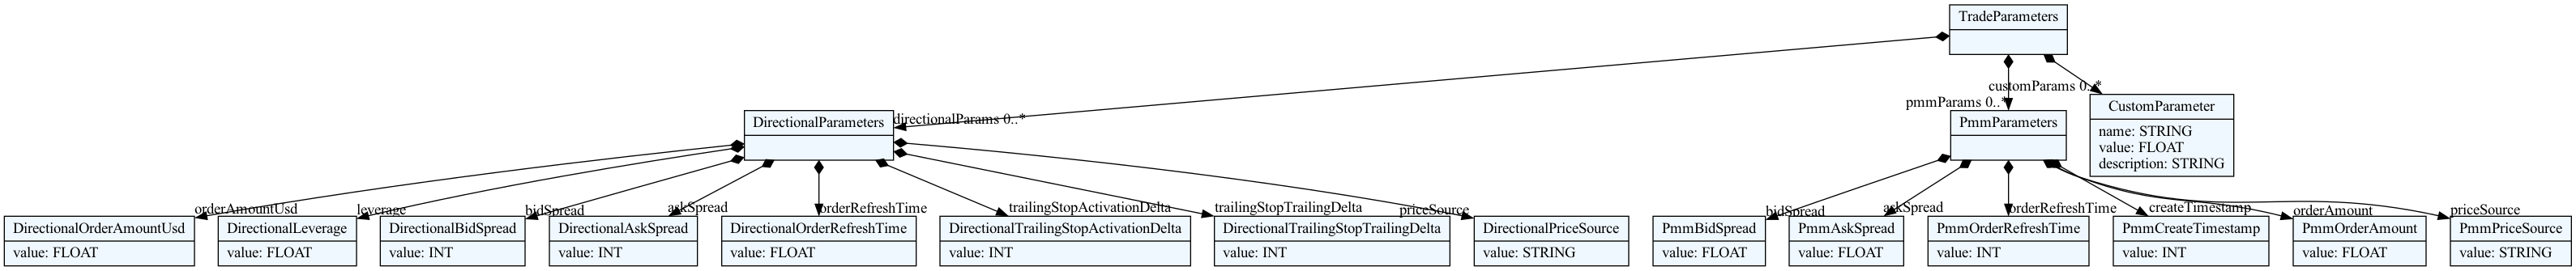 TradeParameters
customParams 0..*
pmmParams 0..*
directionalParams 0..*
CustomParameter
name: STRING
value: FLOAT
description: STRING
DirectionalParameters
PmmParameters
orderAmountUsd
leverage
bidSpread
askSpread
orderRefreshTime
trailingStopActivationDelta
trailingStopTrailingDelta
priceSource
bidSpread
askSpread
orderRefreshTime
createTimestamp
orderAmount
priceSource
DirectionalOrderAmountUsd
value: FLOAT
DirectionalLeverage
value: FLOAT
DirectionalBidSpread
value: INT
DirectionalAskSpread
value: INT
DirectionalOrderRefreshTime
value: FLOAT
DirectionalTrailingStopActivationDelta
value: INT
DirectionalTrailingStopTrailingDelta
value: INT
DirectionalPriceSource
value: STRING
PmmBidSpread
value: FLOAT
PmmAskSpread
value: FLOAT
PmmOrderRefreshTime
value: INT
PmmCreateTimestamp
value: INT
PmmOrderAmount
value: FLOAT
PmmPriceSource
value: STRING